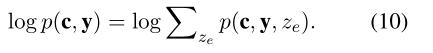 log p(c, y) = log ∑_{z_e} p(c, y, z_e). (10)